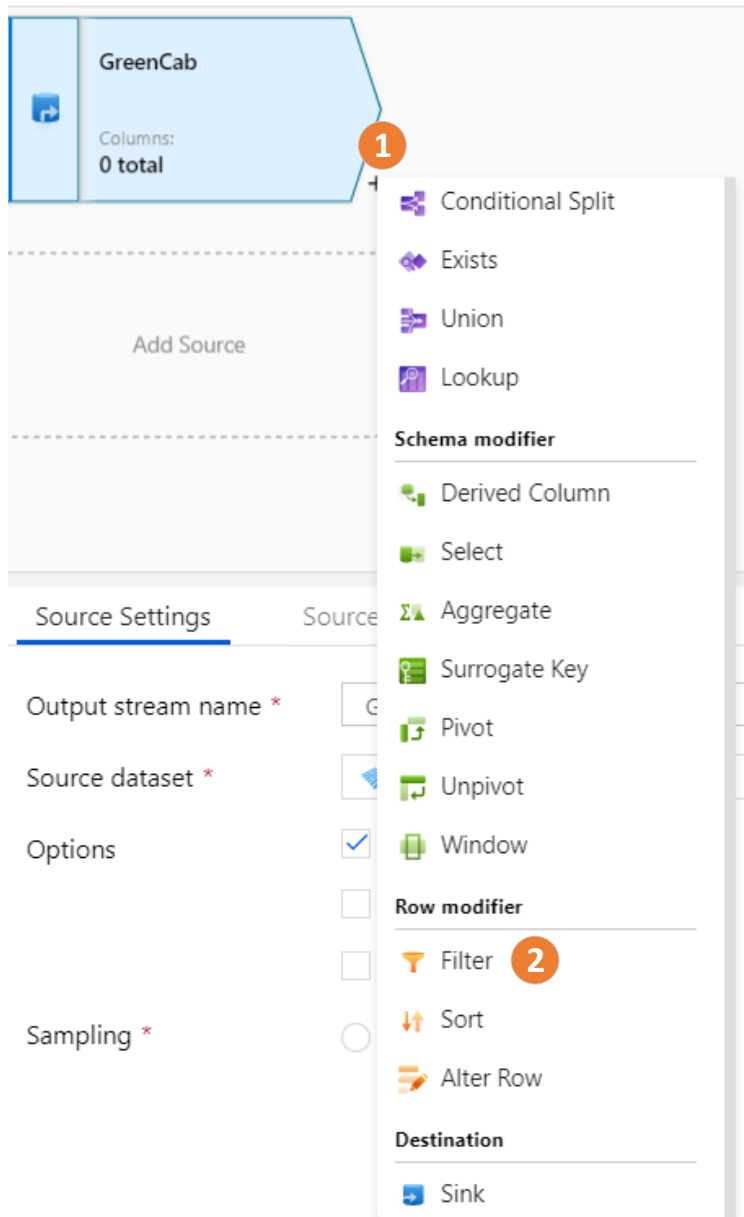 GreenCab
Columns:
0 total
1
+
Conditional Split
Exists
Union
Lookup
Add Source
Schema modifier
Derived Column
Select
Aggregate
Surrogate Key
Pivot
Unpivot
Window
Row modifier
Filter 2
Sort
Alter Row
Destination
Sink
Source Settings
Source
Output stream name *
G
Source dataset *
Options
Sampling *